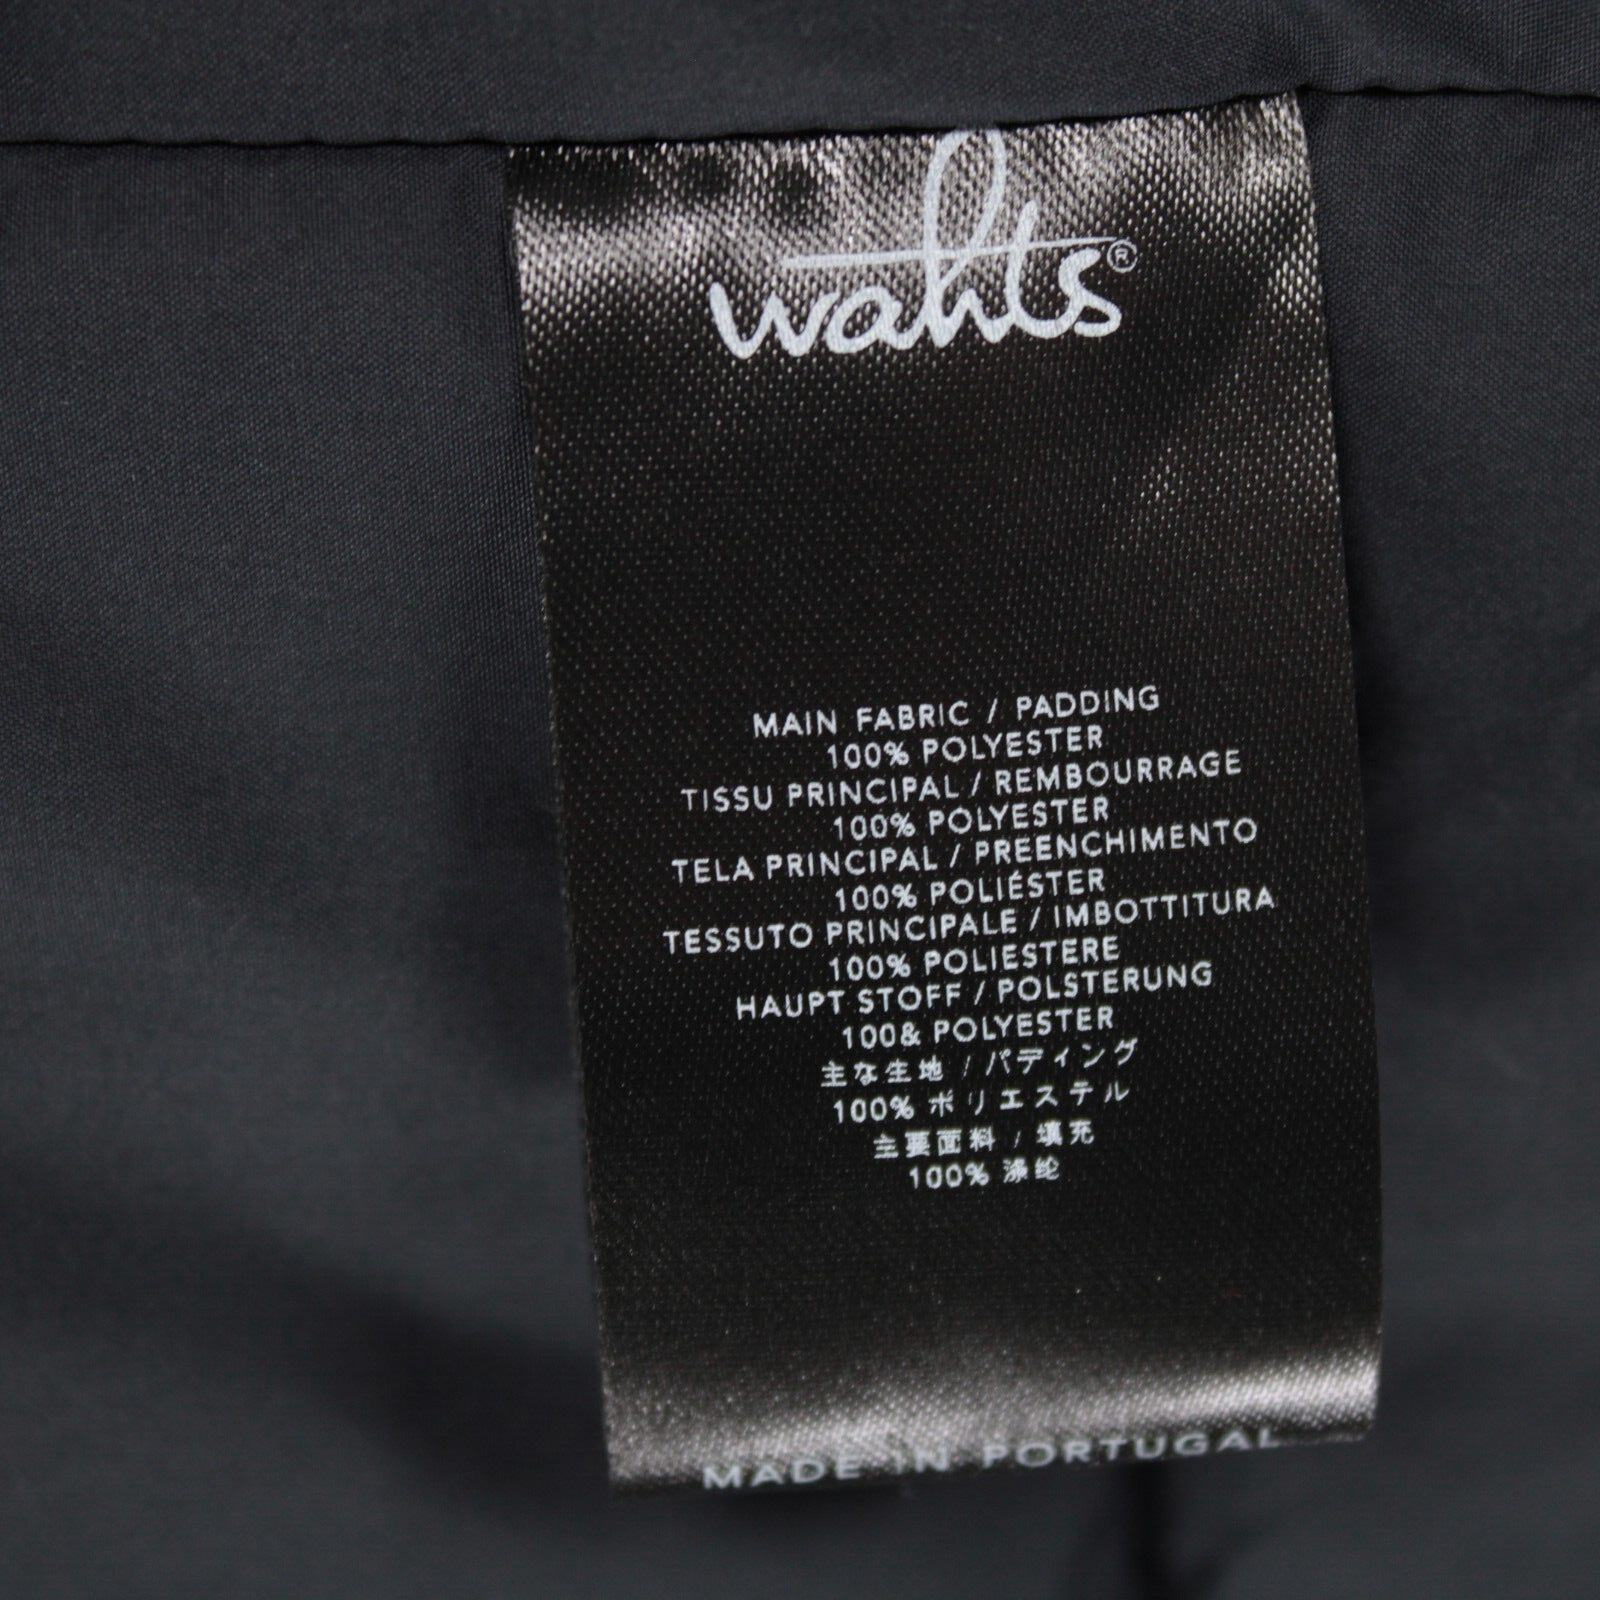 wahts®
MAIN FABRIC / PADDING
100% POLYESTER
TISSU PRINCIPAL / REMBOURRAGE
100% POLYESTER
TELA PRINCIPAL / PREENCHIMENTO
100% POLIÉSTER
TESSUTO PRINCIPALE / IMBOTTITURA
100% POLIESTERE
HAUPT STOFF / POLSTERUNG
100& POLYESTER
主な生地 / パディング
100% ポリエステル
主要面料 / 填充
100% 涤纶
MADE IN PORTUGAL